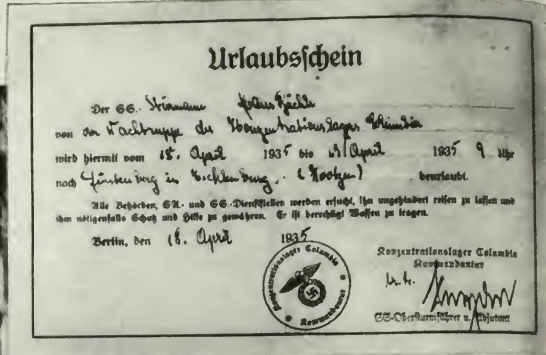 Urlaubsschein
Der SS.
von der Wachtruppe des Konzentrationslagers Columbia
wird hiermit vom 18. April 1935 bis April 1935 9 Uhr
nach Fürstenberg in Mecklenburg. beurlaubt.
Alle Behörden, SA- und SS-Dienststellen werden ersucht, ihn ungehindert reisen zu lassen und
ihm nötigenfalls Schutz und Hilfe zu gewähren. Er ist berechtigt Waffen zu tragen.
Berlin, den 18. April 1935
Konzentrationslager Columbia
Kommandantur
SS-Obersturmführer u. Adjutant
Konzentrationslager Columbia
Kommandantur